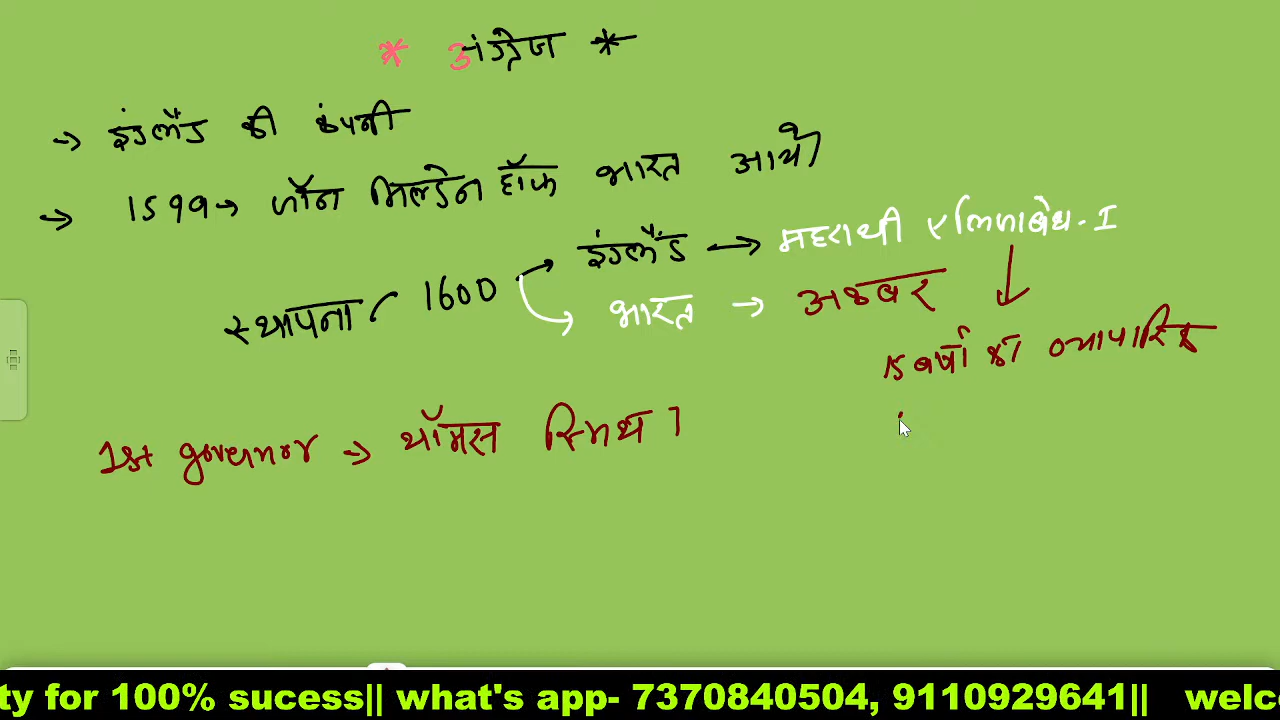 * अंग्रेज *
→ इंग्लैंड की कंपनी
→ 1599 → जॉन मिल्डेन हॉल भारत आये
स्थापना 1600 → इंग्लैंड → महारानी एलिजाबेथ - I
→ भारत → अकबर
15 वर्षो का व्यापारिक
1st governor → थॉमस स्मिथ
ty for 100% sucess|| what's app- 7370840504, 9110929641|| welc